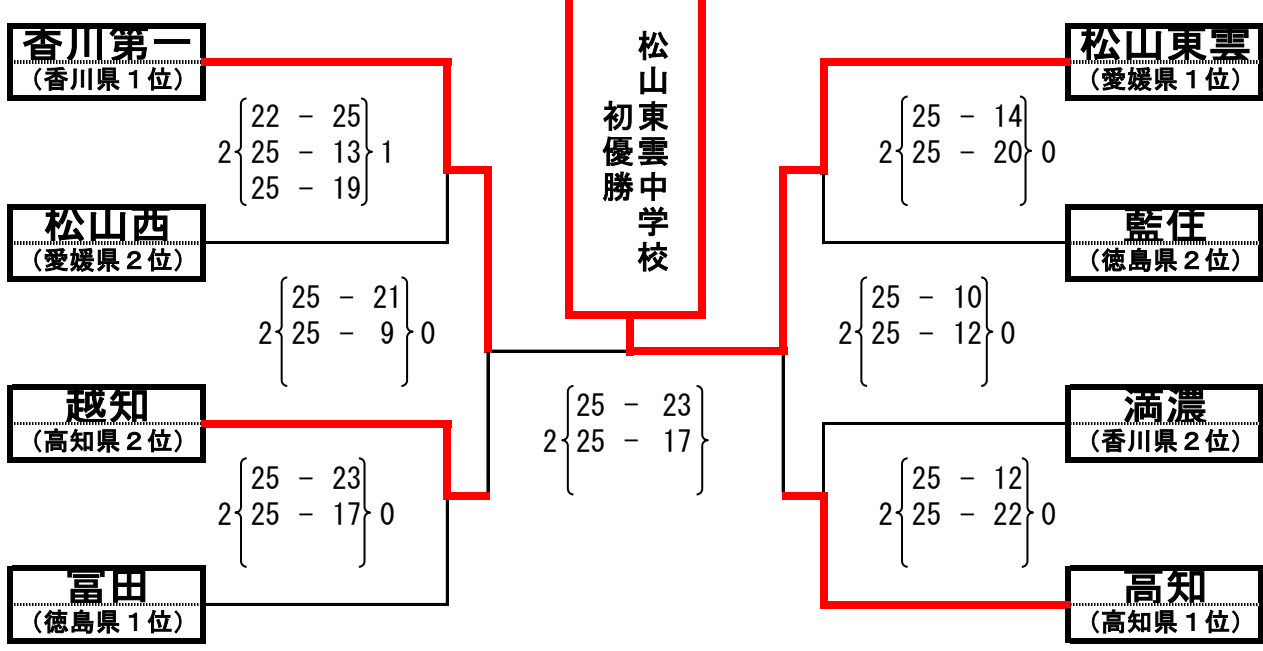 香川第一
（香川県１位）
22 － 25
2 25 － 13 1
25 － 19
松山西
（愛媛県２位）
25 － 21
2 25 － 9 0
越知
（高知県２位）
25 － 23
2 25 － 17 0
冨田
（徳島県１位）
松山東雲中学校
初優勝
25 － 23
2 25 － 17
松山東雲
（愛媛県１位）
25 － 14
2 25 － 20 0
藍住
（徳島県２位）
25 － 10
2 25 － 12 0
満濃
（香川県２位）
25 － 12
2 25 － 22 0
高知
（高知県１位）